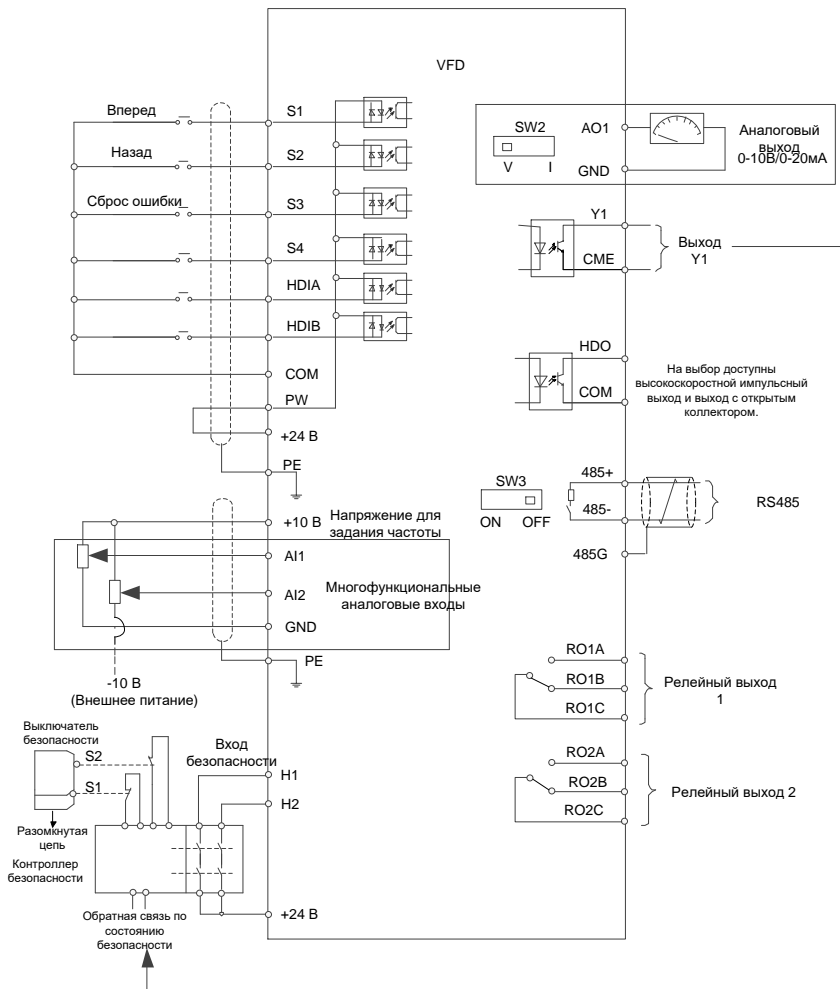 VFD
Вперед
S1
Назад
S2
Сброс ошибки
S3
S4
HDIA
HDIB
COM
PW
+24 В
PE
SW2
V I
AO1
GND
Аналоговый
выход
0-10В/0-20мА
Y1
CME
Выход
Y1
HDO
COM
На выбор доступны
высокоскоростной импульсный
выход и выход с открытым
коллектором.
SW3
ON OFF
485+
485-
485G
RS485
+10 В
Напряжение для
задания частоты
AI1
AI2
Многофункциональные
аналоговые входы
GND
PE
-10 В
(Внешнее питание)
RO1A
RO1B
RO1C
Релейный выход
1
RO2A
RO2B
RO2C
Релейный выход 2
Выключатель
безопасности
S2
S1
Разомкнутая
цепь
Контроллер
безопасности
Вход
безопасности
H1
H2
+24 В
Обратная связь по
состоянию
безопасности